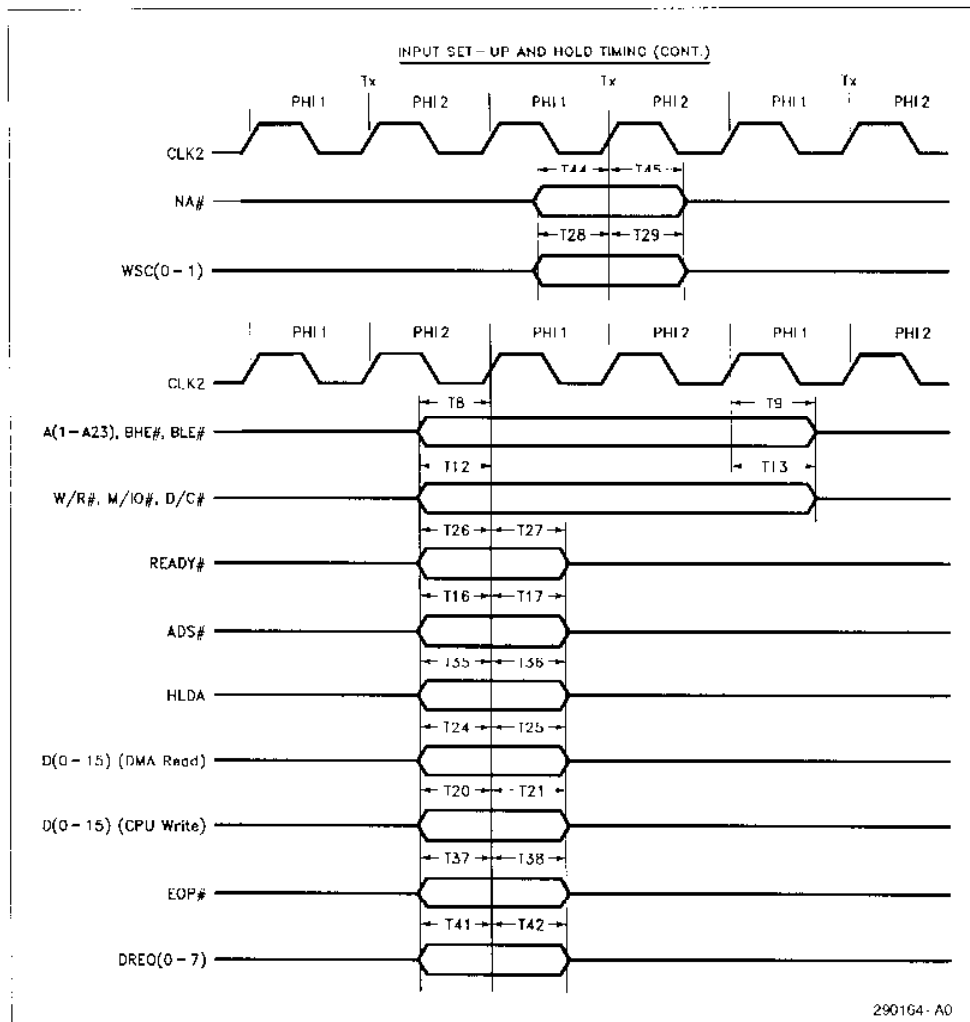 INPUT SET-UP AND HOLD TIMING (CONT.)
Tx Tx Tx
PHI 1 PHI 2 PHI 1 PHI 2 PHI 1 PHI 2
CLK2
T44 T45
NA#
T28 T29
WSC(0-1)
PHI 1 PHI 2 PHI 1 PHI 2 PHI 1 PHI 2
CLK2
T8 T9
A(1-A23), BHE#, BLE#
T12 T13
W/R#, M/IO#, D/C#
T26 T27
READY#
T16 T17
ADS#
T35 T36
HLDA
T24 T25
D(0-15) (DMA Read)
T20 T21
D(0-15) (CPU Write)
T37 T38
EOP#
T41 T42
DREQ(0-7)
290164-A0